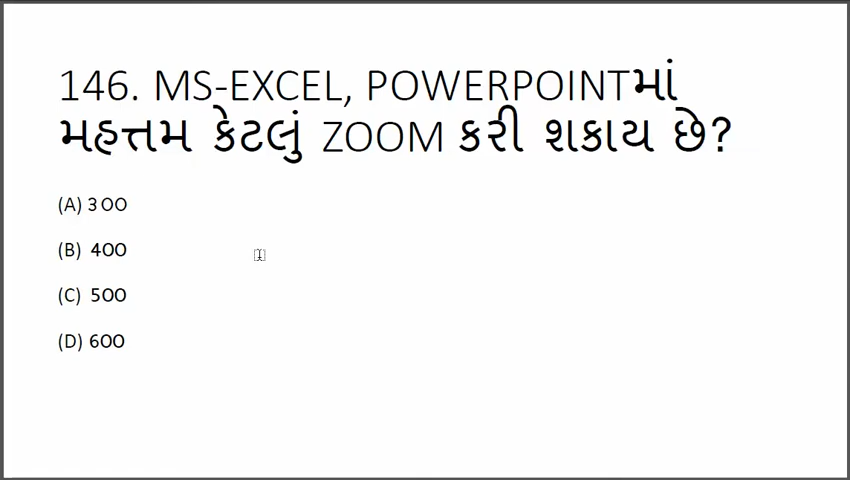 146. MS-EXCEL, POWERPOINTમાં
મહત્તમ કેટલું ZOOM કરી શકાય છે?
(A) 300
(B) 400
(C) 500
(D) 600